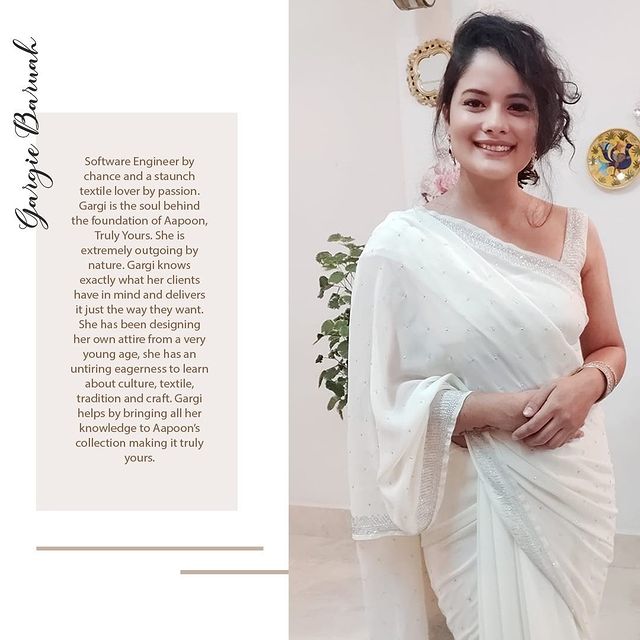 Gargie Baruah
Software Engineer by
chance and a staunch
textile lover by passion.
Gargi is the soul behind
the foundation of Aapoon,
Truly Yours. She is
extremely outgoing by
nature. Gargi knows
exactly what her clients
have in mind and delivers
it just the way they want.
She has been designing
her own attire from a very
young age, she has an
untiring eagerness to learn
about culture, textile,
tradition and craft. Gargi
helps by bringing all her
knowledge to Aapoon’s
collection making it truly
yours.